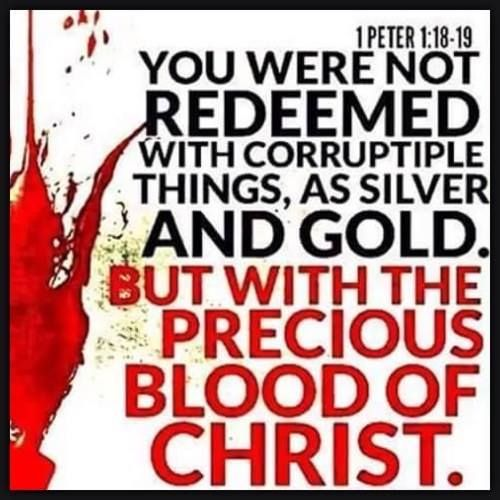 1 PETER 1:18-19
YOU WERE NOT
REDEEMED
WITH CORRUPTIPLE
THINGS, AS SILVER
AND GOLD.
BUT WITH THE
PRECIOUS
BLOOD OF
CHRIST.